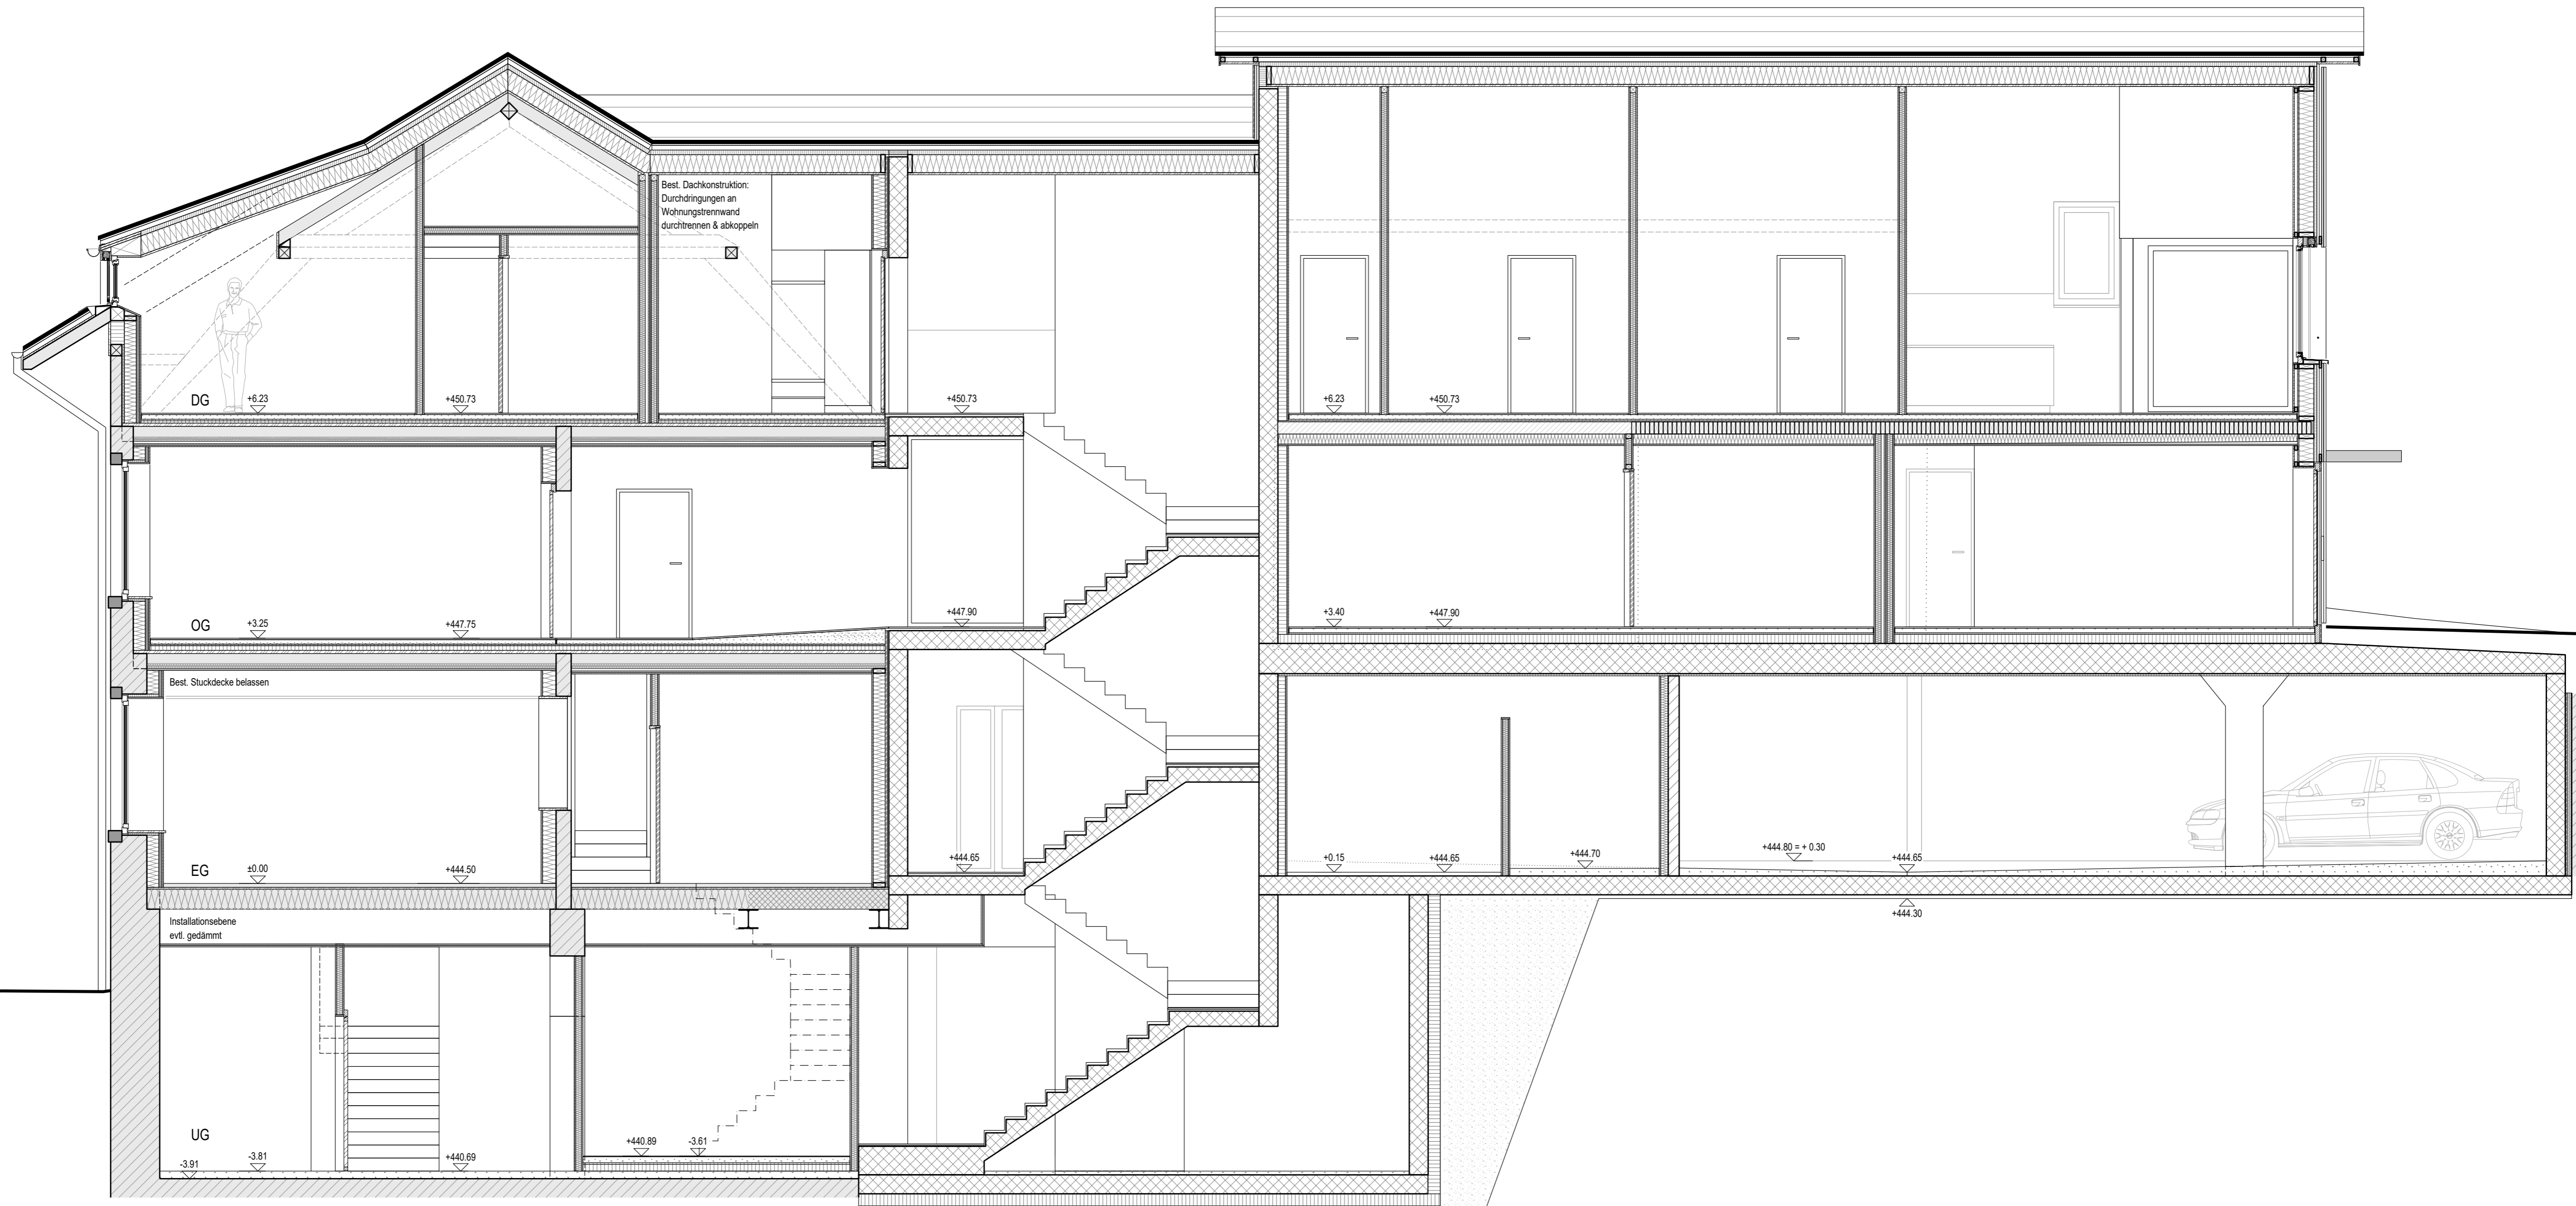 Best. Dachkonstruktion:
Durchdringungen an
Wohnungstrennwand
durchtrennen & abkoppeln
DG +6.23 +450.73 +450.73 +6.23 +450.73
OG +3.25 +447.75 +447.90 +3.40 +447.90
Best. Stuckdecke belassen
+444.80 = + 0.30
EG ±0.00 +444.50 +444.65 +0.15 +444.65 +444.70 +444.65
+444.30
Installationsebene
evtl. gedämmt
UG
+440.89 -3.61
-3.91 -3.81 +440.69